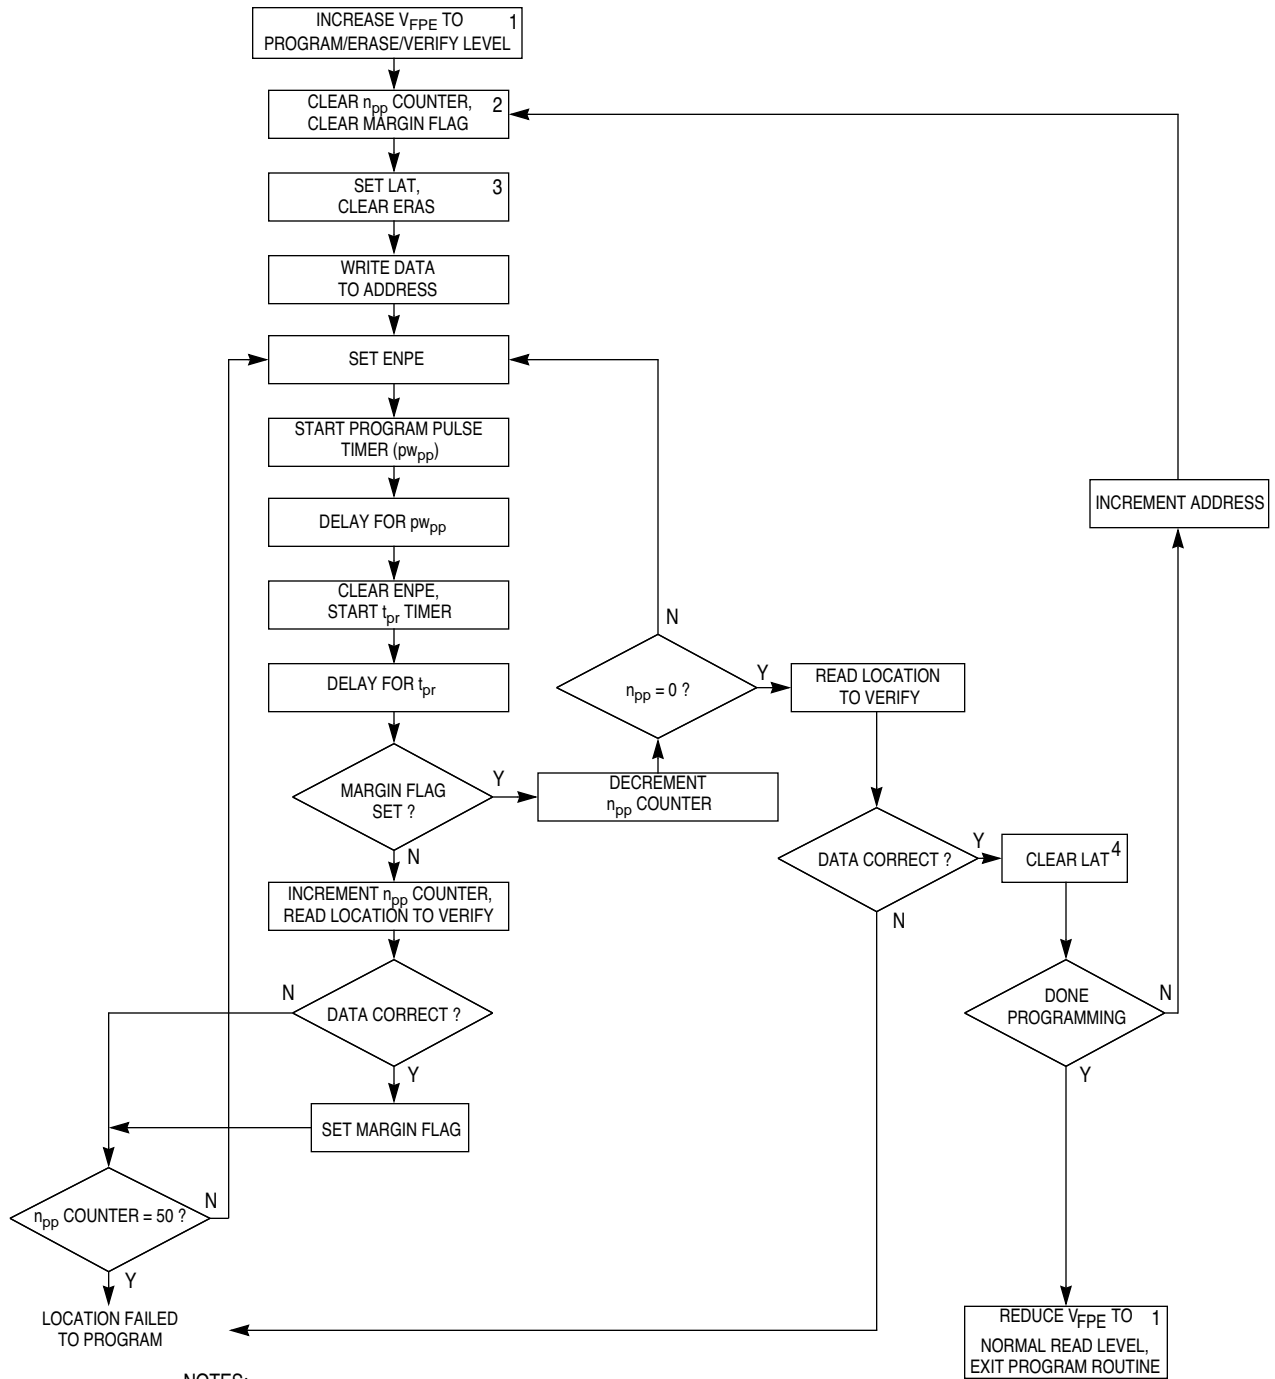 INCREASE VFPE TO 1
PROGRAM/ERASE/VERIFY LEVEL
CLEAR npp COUNTER, 2
CLEAR MARGIN FLAG
SET LAT, 3
CLEAR ERAS
WRITE DATA
TO ADDRESS
SET ENPE
START PROGRAM PULSE
TIMER (pwpp)
DELAY FOR pwpp
CLEAR ENPE,
START tpr TIMER
DELAY FOR tpr
MARGIN FLAG
SET ?
Y
N
DECREMENT
npp COUNTER
npp = 0 ?
N
Y
READ LOCATION
TO VERIFY
INCREMENT npp COUNTER,
READ LOCATION TO VERIFY
DATA CORRECT ?
N
Y
SET MARGIN FLAG
npp COUNTER = 50 ?
N
Y
LOCATION FAILED
TO PROGRAM
DATA CORRECT ?
Y
N
CLEAR LAT 4
DONE
PROGRAMMING
N
Y
INCREMENT ADDRESS
REDUCE VFPE TO 1
NORMAL READ LEVEL,
EXIT PROGRAM ROUTINE
NOTES: